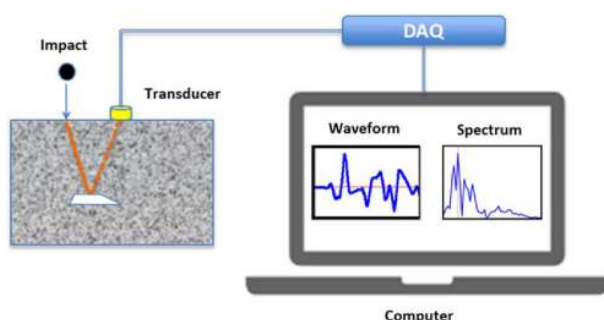 DAQ
Impact
Transducer
Waveform
Spectrum
Computer